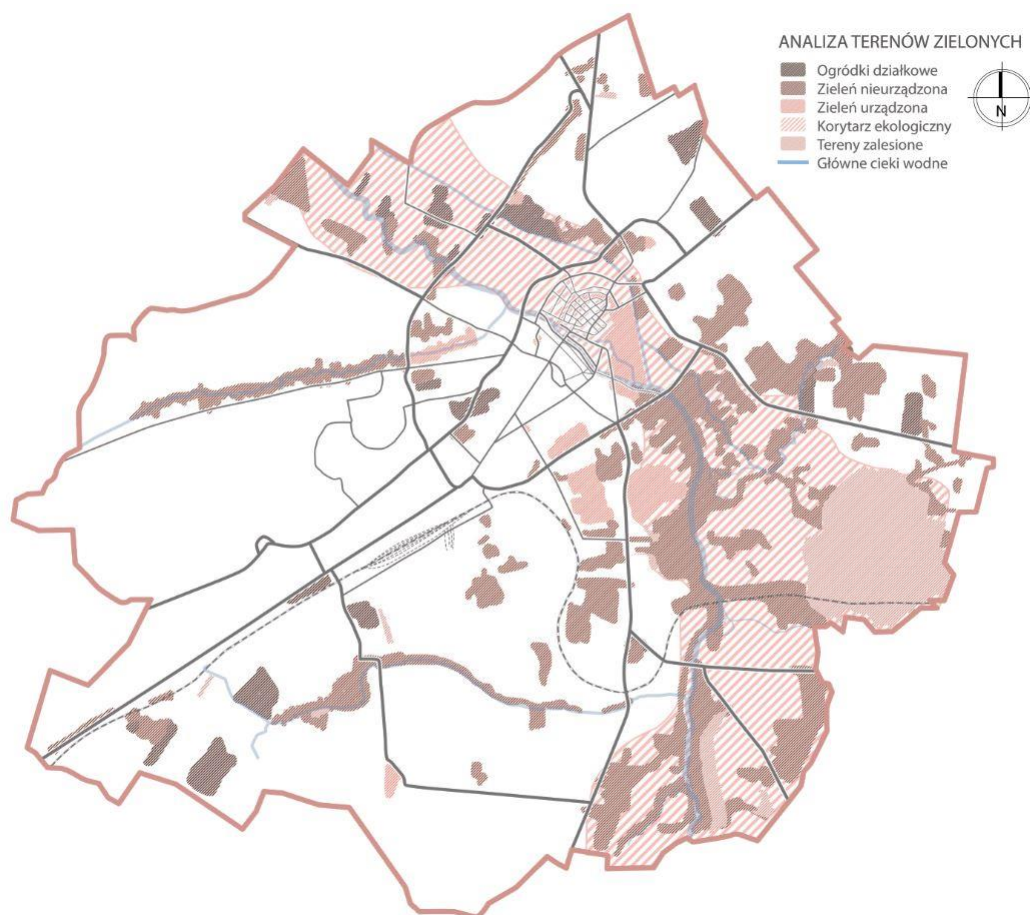 ANALIZA TERENÓW ZIELONYCH
Ogródki działkowe
Zieleń nieurządzona
Zieleń urządzona
Korytarz ekologiczny
Tereny zalesione
Główne cieki wodne
N